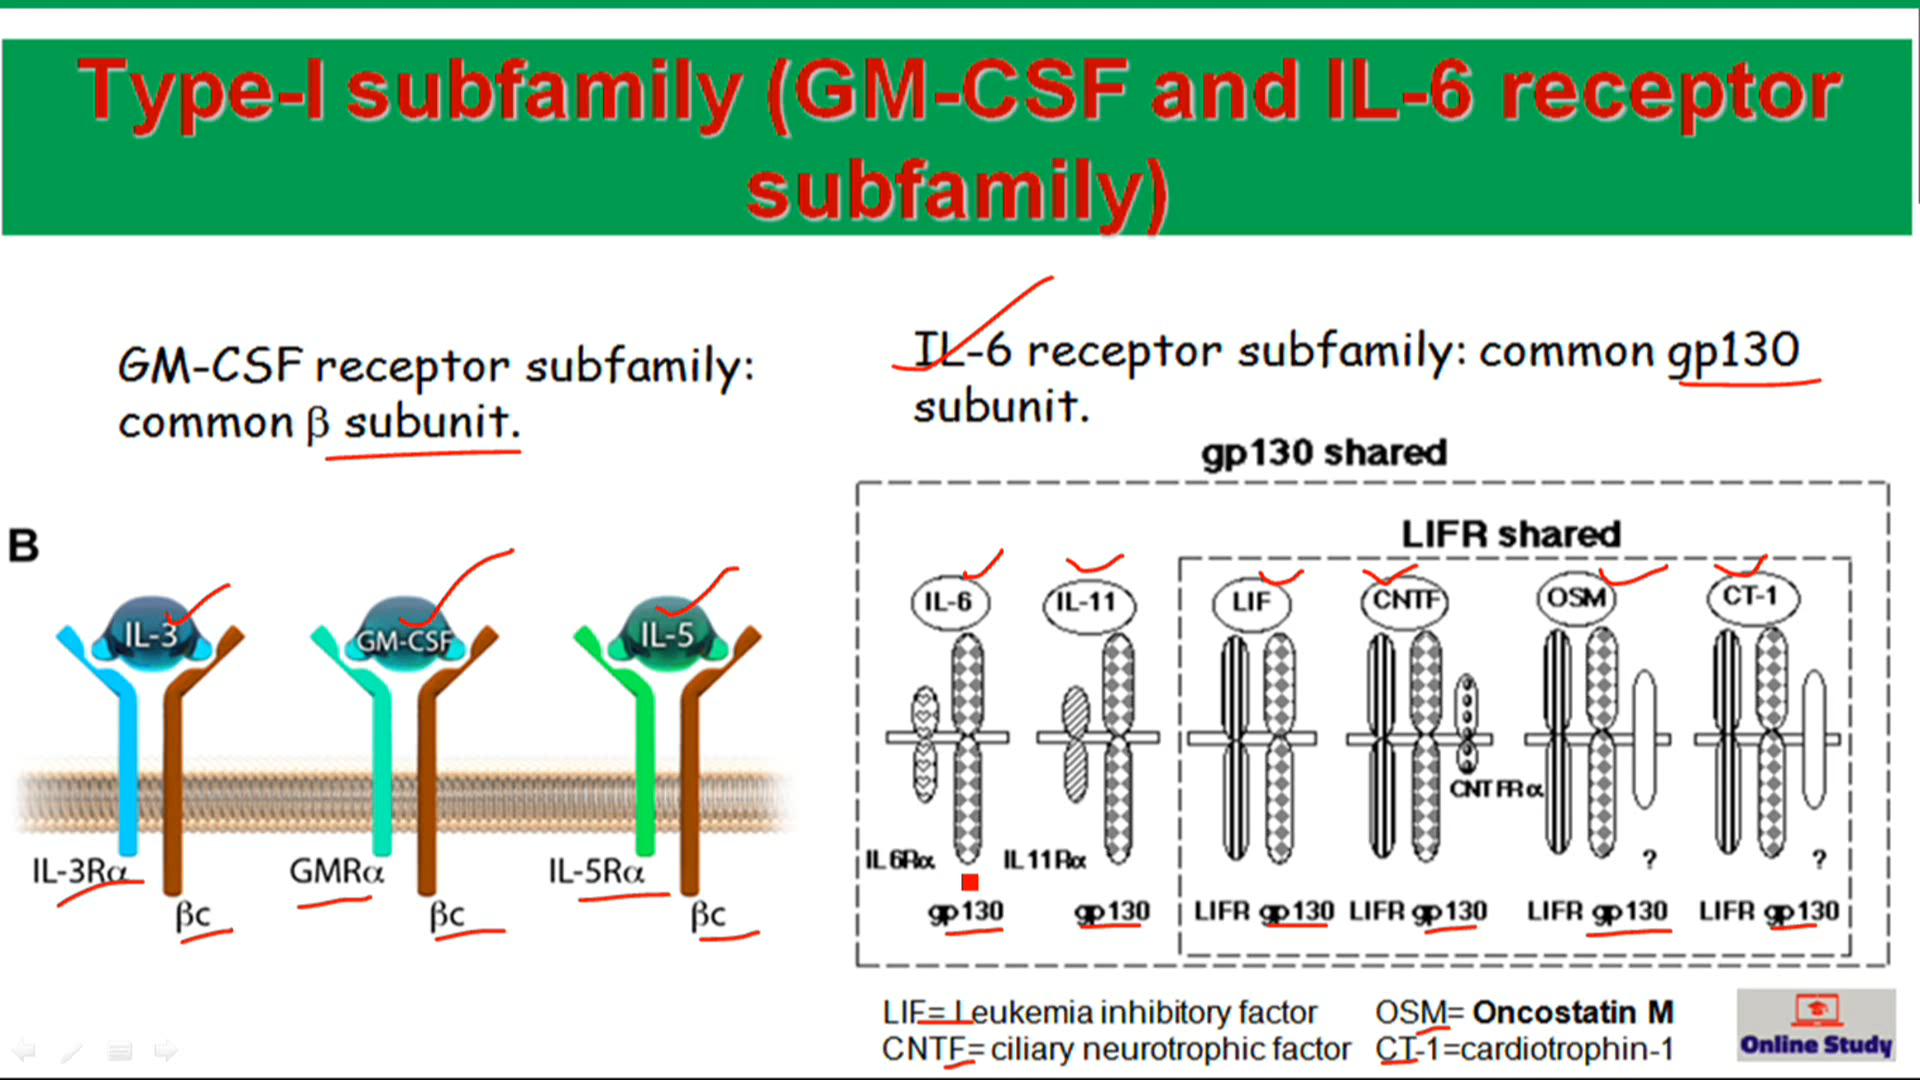 Type-I subfamily (GM-CSF and IL-6 receptor
subfamily)
GM-CSF receptor subfamily:
common β subunit.
IL-6 receptor subfamily: common gp130
subunit.
gp130 shared
LIFR shared
B
IL-3
GM-CSF
IL-5
IL-6
IL-11
LIF
CNTF
OSM
CT-1
IL-3Rα
GMRα
IL-5Rα
βc
βc
βc
IL6Rα
IL11Rα
CNTFRα
?
?
gp130
gp130
LIFR gp130
LIFR gp130
LIFR gp130
LIFR gp130
LIF= Leukemia inhibitory factor
OSM= Oncostatin M
CNTF= ciliary neurotrophic factor
CT-1=cardiotrophin-1
Online Study